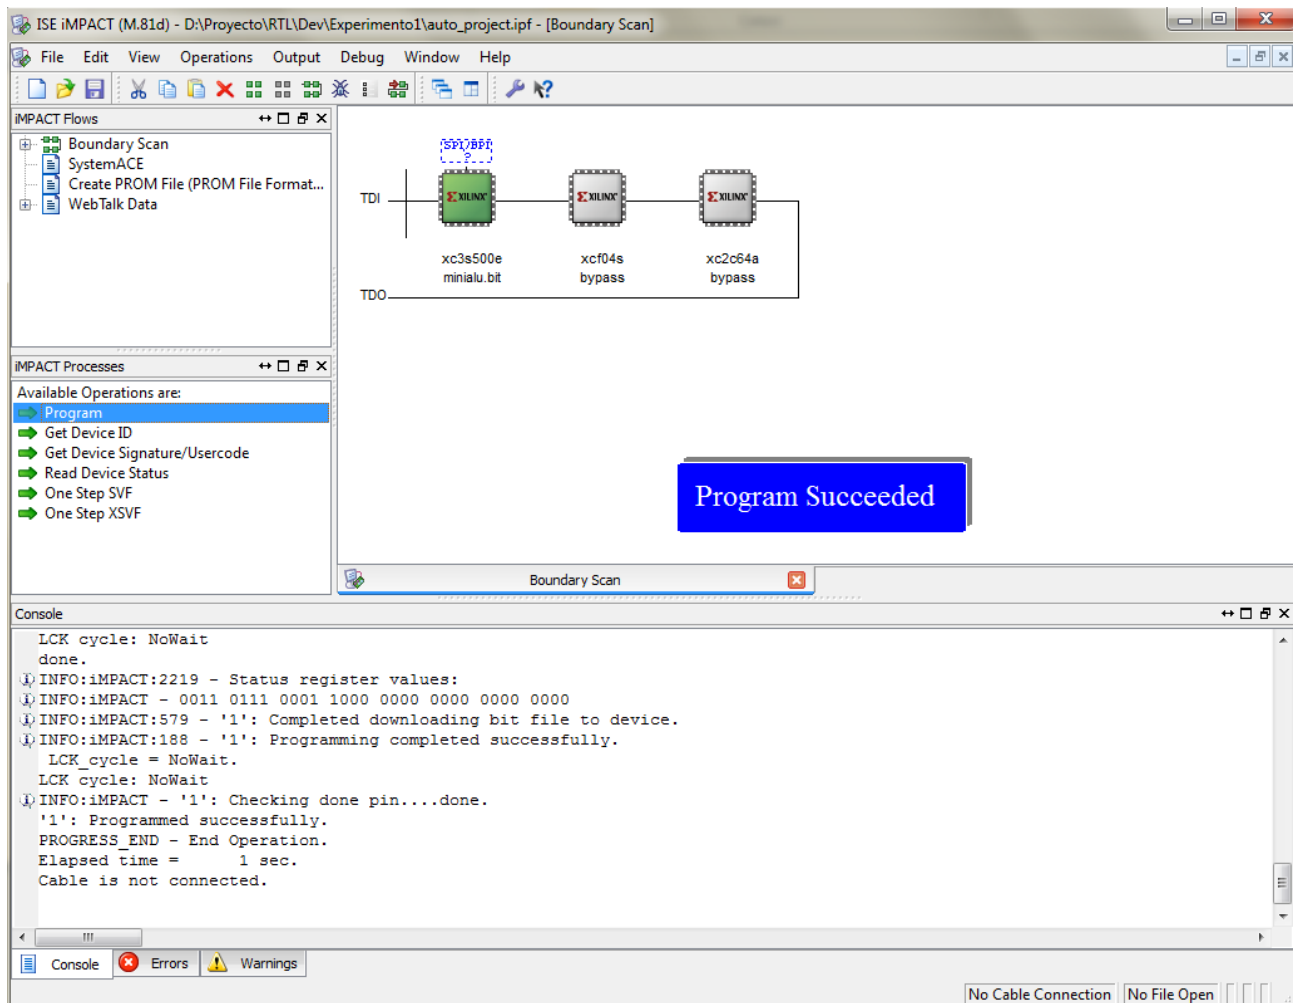 ISE iMPACT (M.81d) - D:\Proyecto\RTL\Dev\Experimento1\auto_project.ipf - [Boundary Scan]
File Edit View Operations Output Debug Window Help
iMPACT Flows
Boundary Scan
SystemACE
Create PROM File (PROM File Format...
WebTalk Data
SPI/BPI
?
TDI
XILINX XILINX XILINX
xc3s500e xcf04s xc2c64a
minialu.bit bypass bypass
TDO
iMPACT Processes
Available Operations are:
Program
Get Device ID
Get Device Signature/Usercode
Read Device Status
One Step SVF
One Step XSVF
Program Succeeded
Boundary Scan
Console
LCK cycle: NoWait
done.
INFO:iMPACT:2219 - Status register values:
INFO:iMPACT - 0011 0111 0001 1000 0000 0000 0000 0000
INFO:iMPACT:579 - '1': Completed downloading bit file to device.
INFO:iMPACT:188 - '1': Programming completed successfully.
LCK_cycle = NoWait.
LCK cycle: NoWait
INFO:iMPACT - '1': Checking done pin....done.
'1': Programmed successfully.
PROGRESS_END - End Operation.
Elapsed time =      1 sec.
Cable is not connected.
Console Errors Warnings
No Cable Connection No File Open